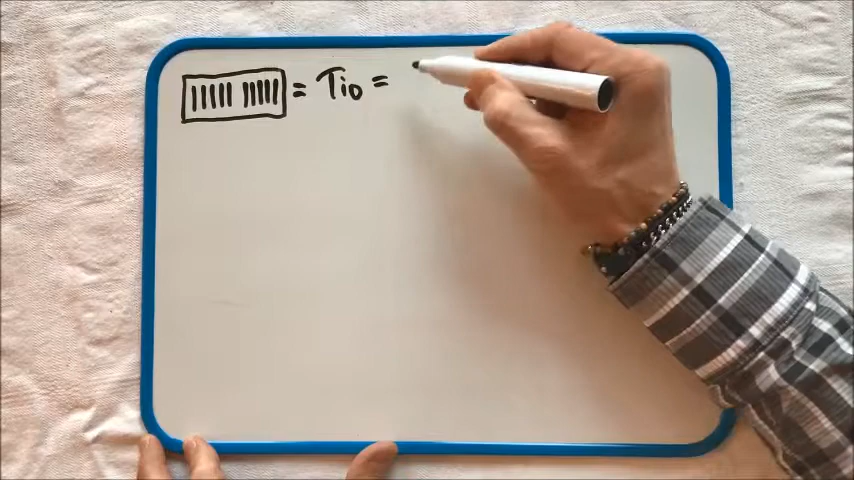 = Tio =